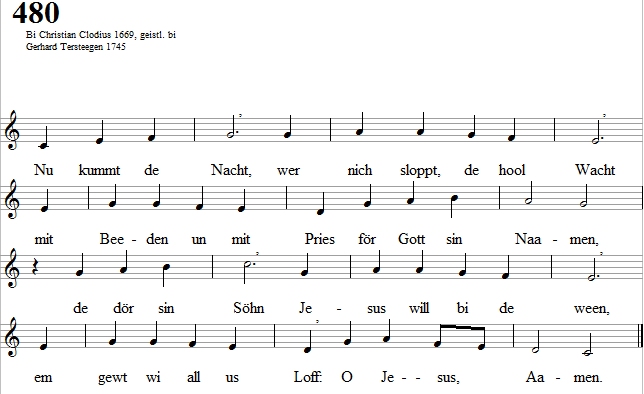 480
Bi Christian Clodius 1669, geistl. bi
Gerhard Tersteegen 1745
Nu kummt de Nacht, wer nich sloppt, de hool Wacht
mit Bee - den un mit Pries för Gott sin Naa - men,
de dör sin Söhn Je - sus will bi de ween,
em gewt wi all us Loff: O Je - - sus, Aa - men.